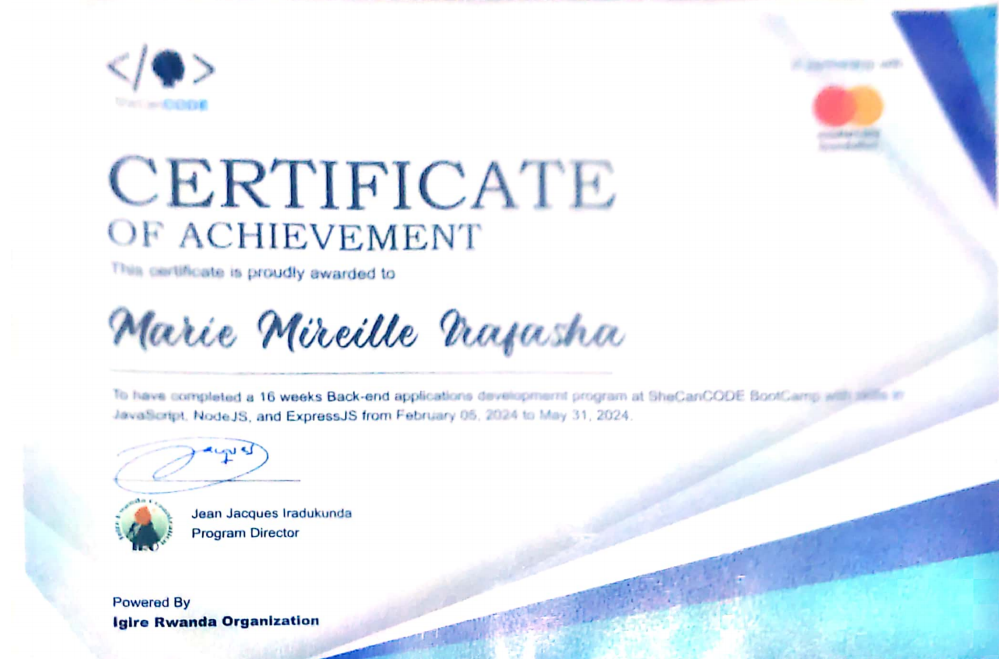 </>
SheCanCODE
In partnership with
mastercard
foundation
CERTIFICATE
OF ACHIEVEMENT
This certificate is proudly awarded to
Marie Mireille Irafasha
To have completed a 16 weeks Back-end applications development program at SheCanCODE BootCamp with skills in
JavaScript, NodeJS, and ExpressJS from February 05, 2024 to May 31, 2024.
Jean Jacques Iradukunda
Program Director
Powered By
Igire Rwanda Organization